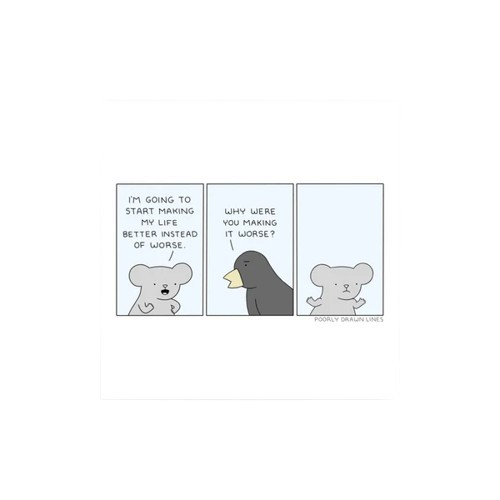 I'M GOING TO
START MAKING
MY LIFE
BETTER INSTEAD
OF WORSE.
WHY WERE
YOU MAKING
IT WORSE?
POORLY DRAWN LINES